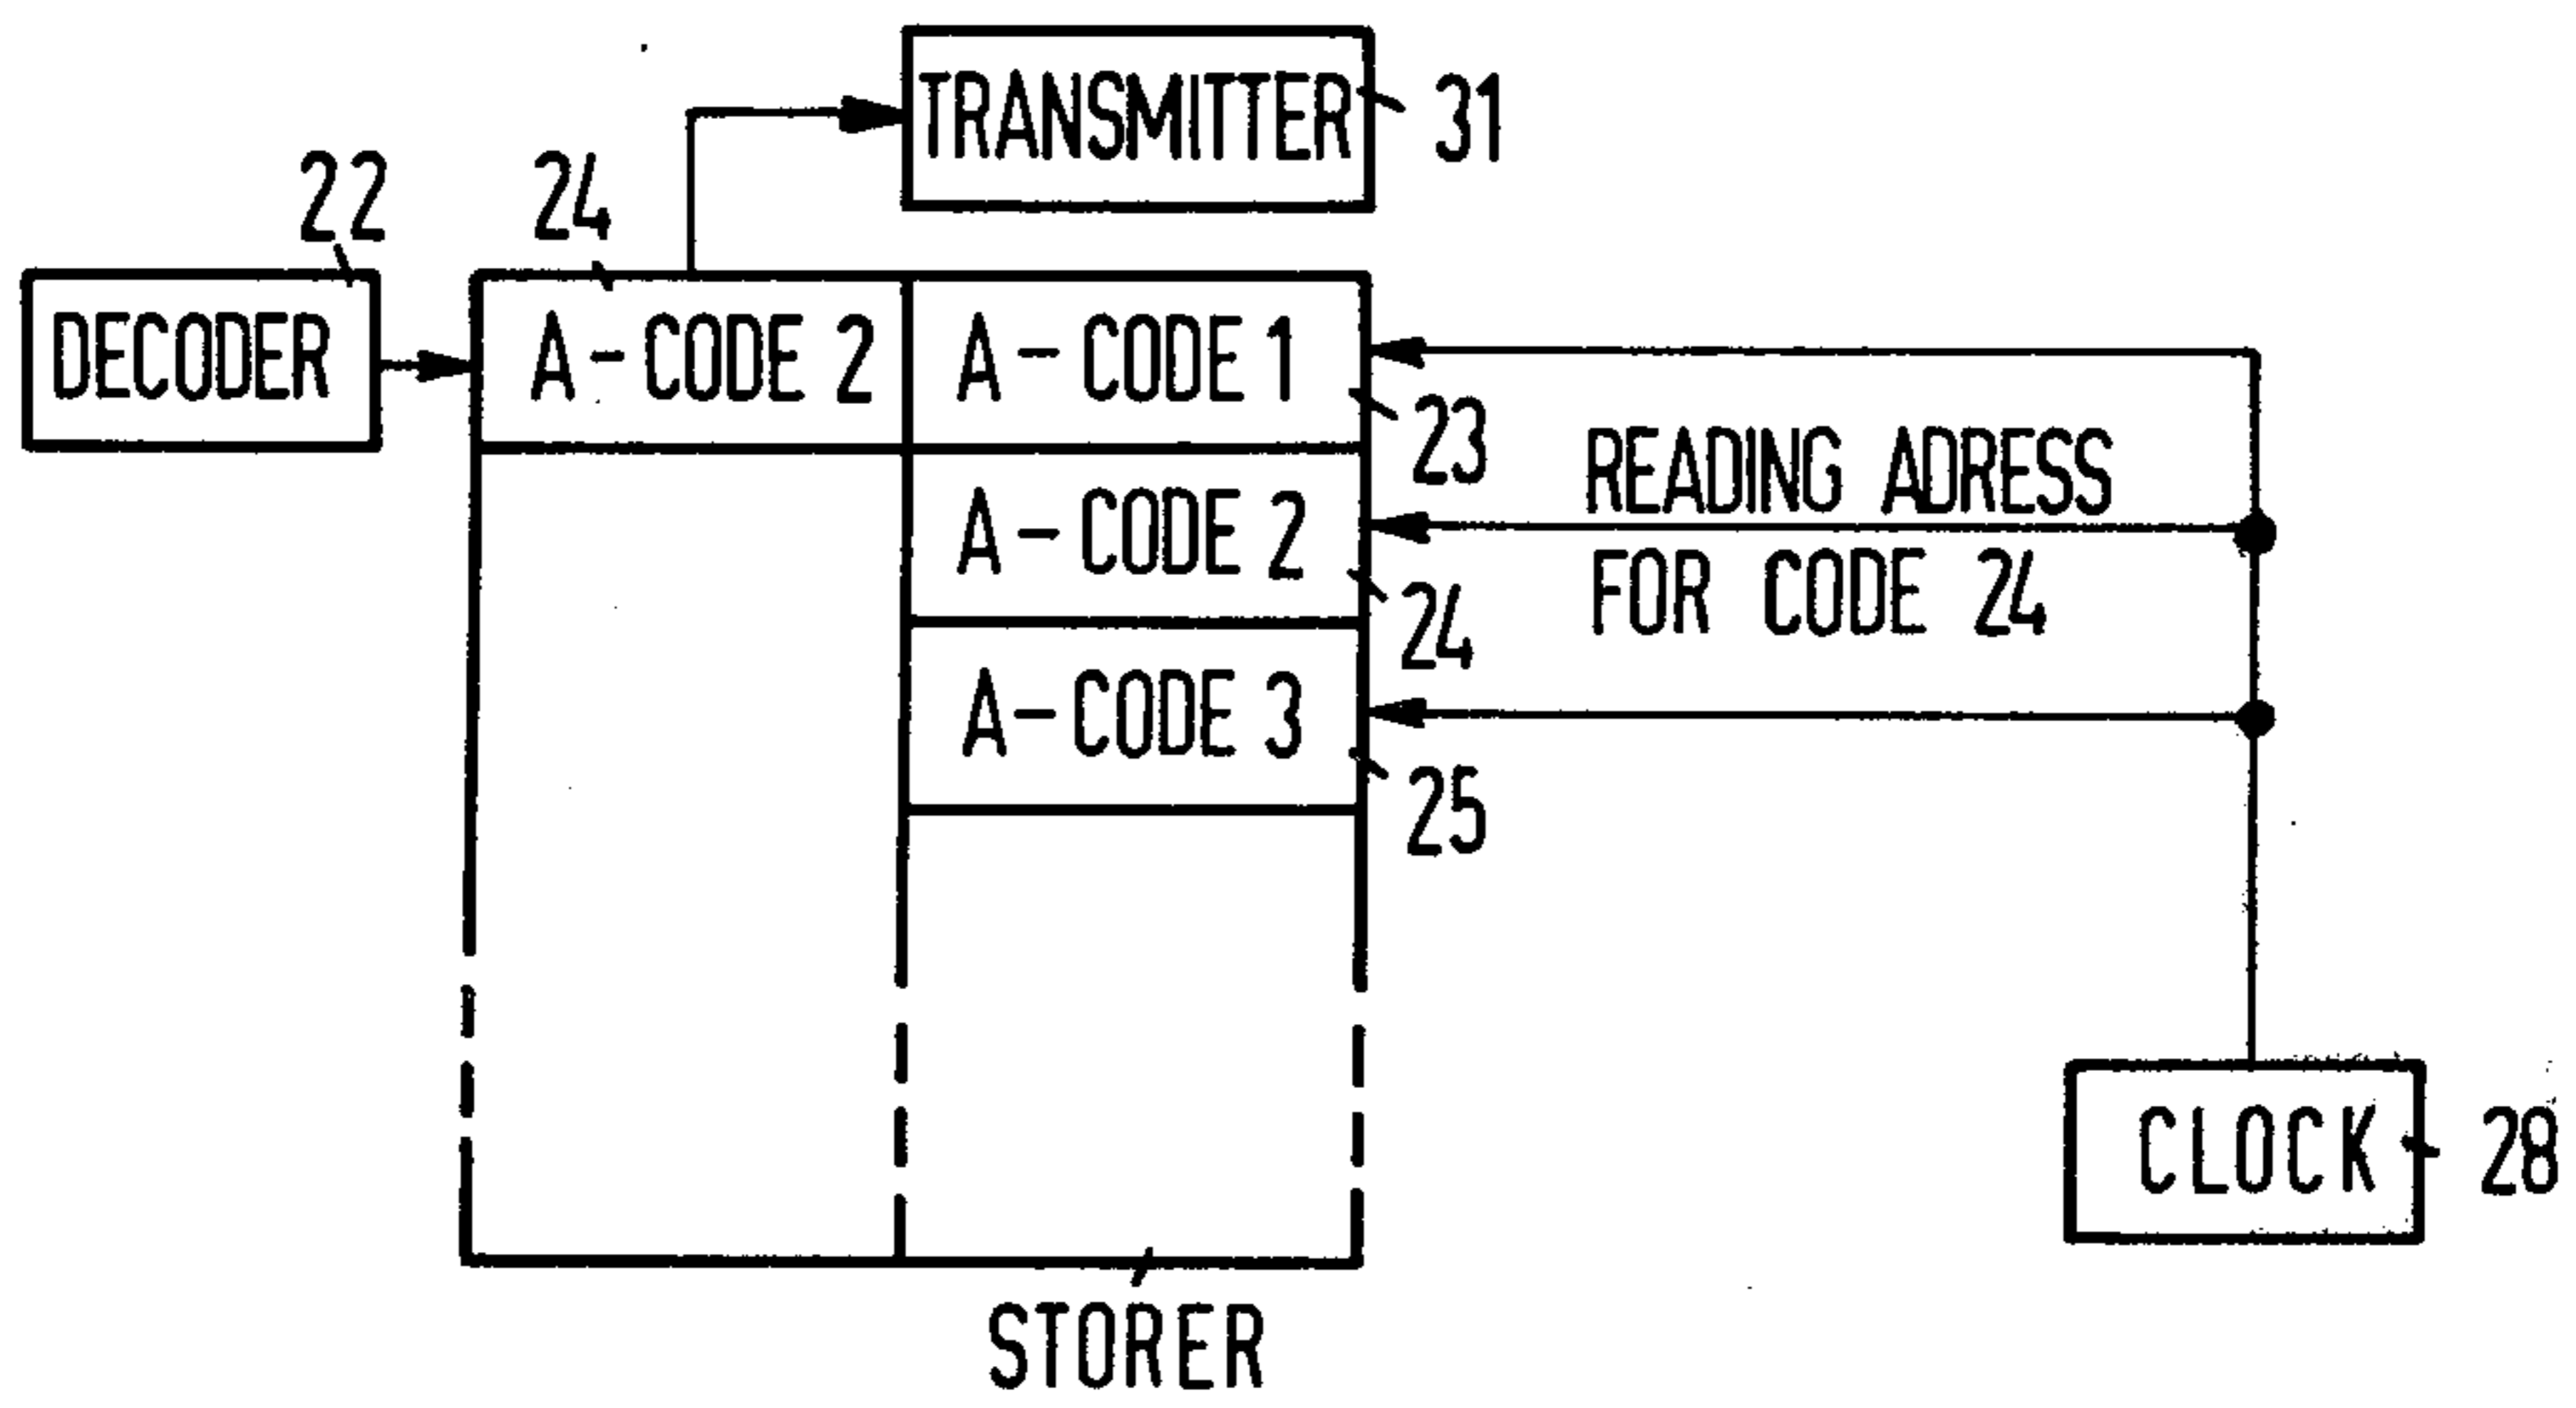 TRANSMITTER 31
22 24
DECODER
A-CODE 2
A-CODE 1
23
READING ADRESS
A-CODE 2
24
FOR CODE 24
A-CODE 3
25
CLOCK 28
STORER